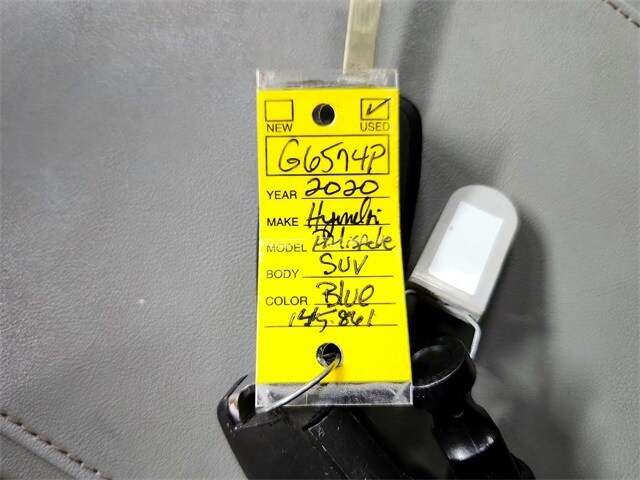 NEW ✓ USED
G6574P
YEAR 2020
MAKE Hyundai
MODEL Palisade
BODY SUV
COLOR Blue
145.861